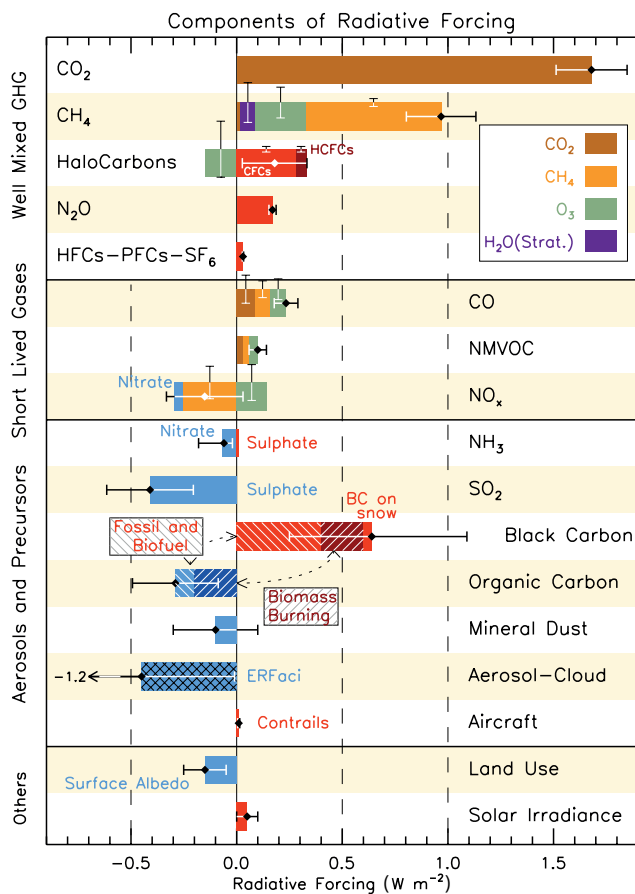 Components of Radiative Forcing
Well Mixed GHG
CO₂
CH₄
HaloCarbons
CFCs
HCFCs
N₂O
HFCs−PFCs−SF₆
CO₂
CH₄
O₃
H₂O(Strat.)
Short Lived Gases
CO
NMVOC
Nitrate
NOₓ
Aerosols and Precursors
Nitrate
Sulphate
NH₃
Sulphate
SO₂
BC on
snow
Fossil and
Biofuel
Black Carbon
Organic Carbon
Biomass
Burning
Mineral Dust
−1.2
ERFaci
Aerosol−Cloud
Contrails
Aircraft
Others
Surface Albedo
Land Use
Solar Irradiance
−0.5 0.0 0.5 1.0 1.5
Radiative Forcing (W m⁻²)